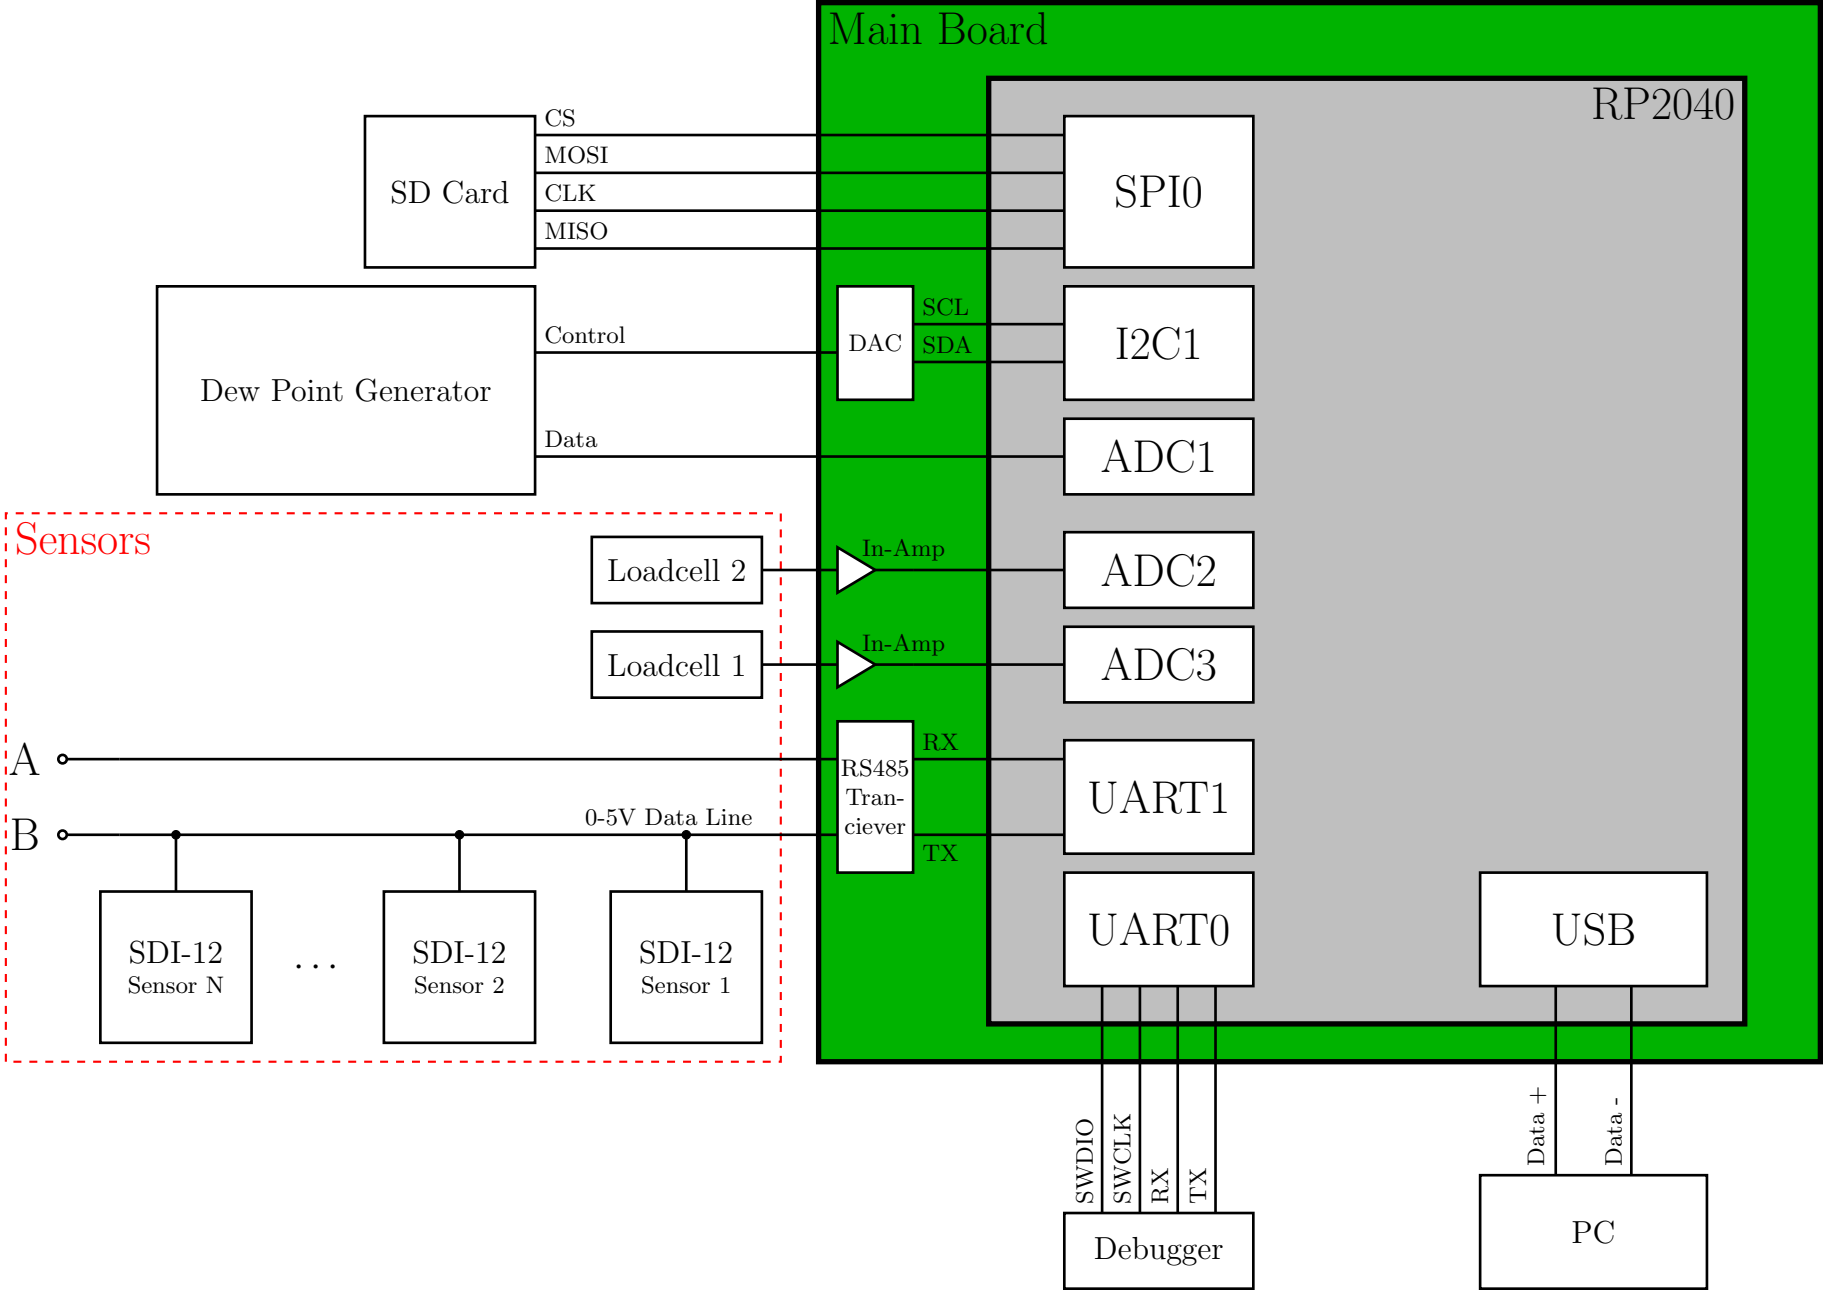 Main Board
RP2040
CS
MOSI
CLK
MISO
SD Card
SPI0
Control
Data
Dew Point Generator
DAC
SCL
SDA
I2C1
ADC1
Sensors
Loadcell 2
In-Amp
ADC2
Loadcell 1
In-Amp
ADC3
A
B
0-5V Data Line
RS485
Tran-
ciever
RX
TX
UART1
SDI-12
Sensor N
...
SDI-12
Sensor 2
SDI-12
Sensor 1
UART0
USB
SWDIO
SWCLK
RX
TX
Debugger
Data +
Data -
PC